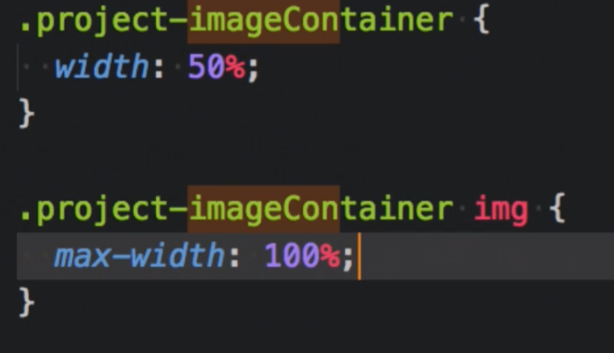 .project-imageContainer {
  width: 50%;
}
.project-imageContainer img {
  max-width: 100%;
}